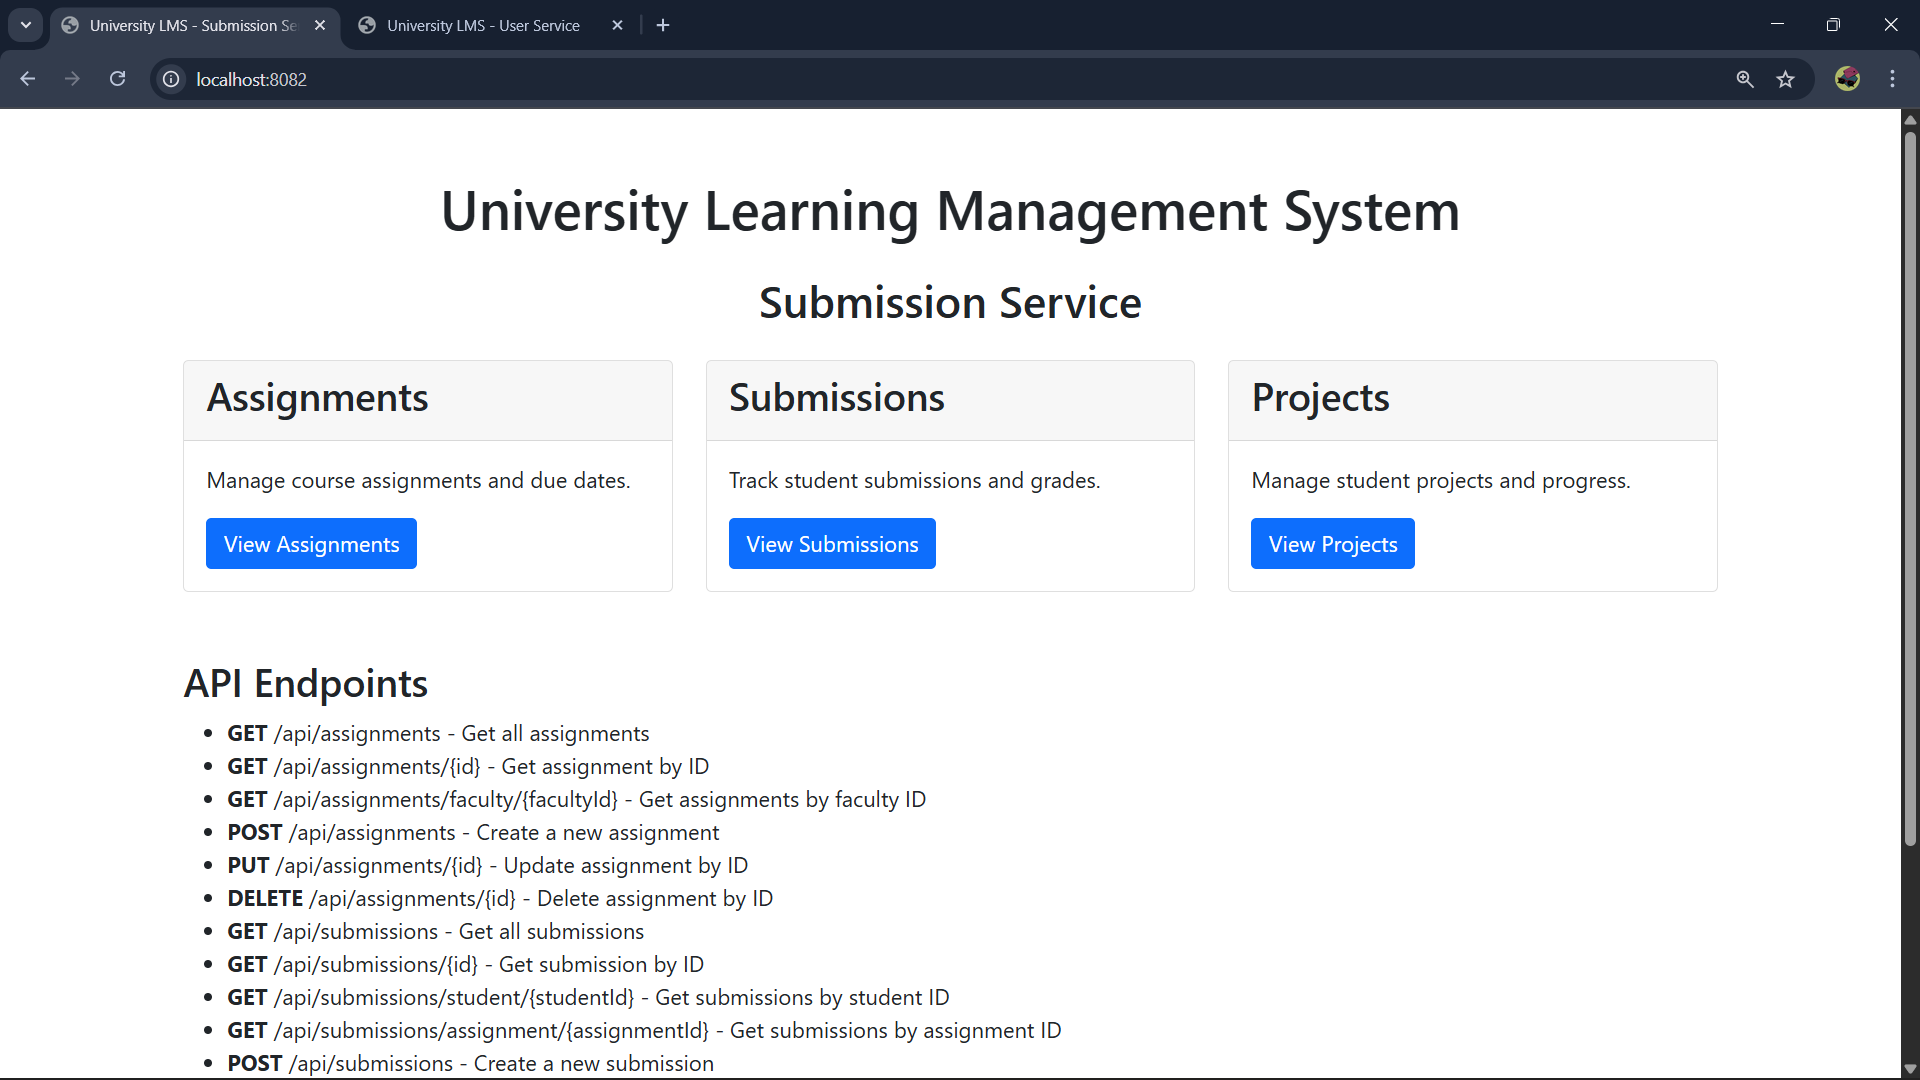 University LMS - Submission Se
University LMS - User Service
localhost:8082
University Learning Management System
Submission Service
Assignments
Manage course assignments and due dates.
View Assignments
Submissions
Track student submissions and grades.
View Submissions
Projects
Manage student projects and progress.
View Projects
API Endpoints
GET /api/assignments - Get all assignments
GET /api/assignments/{id} - Get assignment by ID
GET /api/assignments/faculty/{facultyId} - Get assignments by faculty ID
POST /api/assignments - Create a new assignment
PUT /api/assignments/{id} - Update assignment by ID
DELETE /api/assignments/{id} - Delete assignment by ID
GET /api/submissions - Get all submissions
GET /api/submissions/{id} - Get submission by ID
GET /api/submissions/student/{studentId} - Get submissions by student ID
GET /api/submissions/assignment/{assignmentId} - Get submissions by assignment ID
POST /api/submissions - Create a new submission